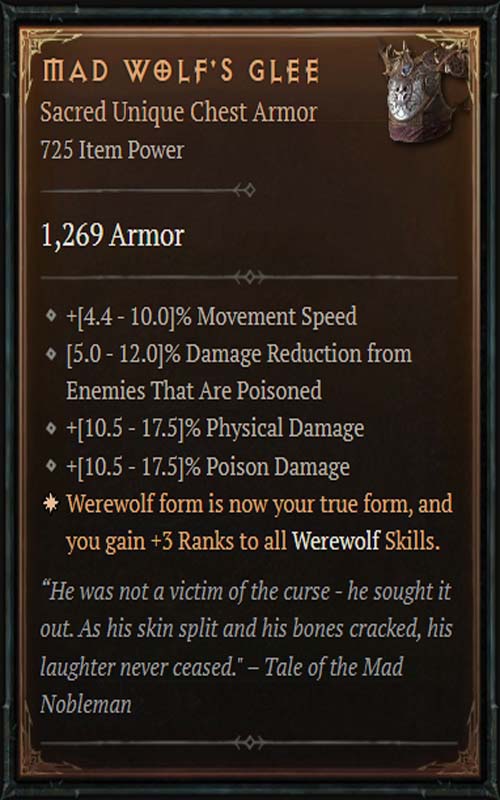 MAD WOLF'S GLEE
Sacred Unique Chest Armor
725 Item Power
1,269 Armor
+[4.4 - 10.0]% Movement Speed
[5.0 - 12.0]% Damage Reduction from
Enemies That Are Poisoned
+[10.5 - 17.5]% Physical Damage
+[10.5 - 17.5]% Poison Damage
Werewolf form is now your true form, and
you gain +3 Ranks to all Werewolf Skills.
“He was not a victim of the curse - he sought it
out. As his skin split and his bones cracked, his
laughter never ceased." – Tale of the Mad
Nobleman